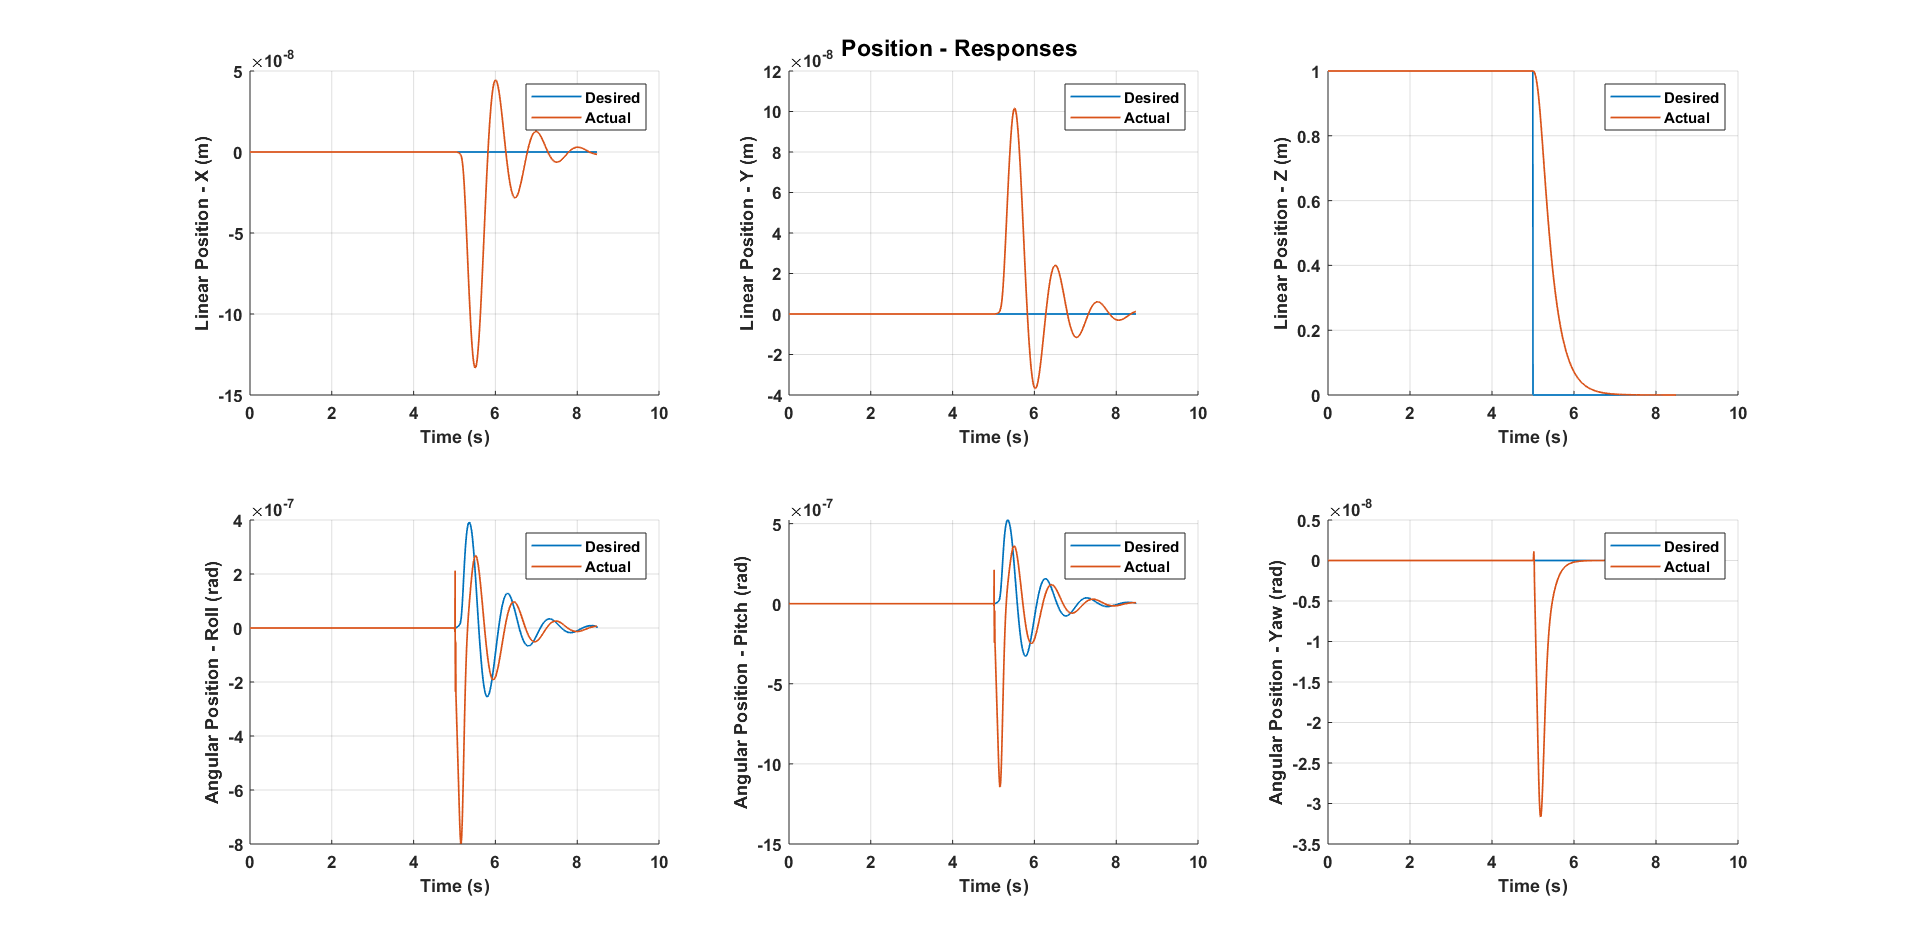 Position - Responses
×10-8
5
0
-5
-10
-15
0 2 4 6 8 10
Linear Position - X (m)
Time (s)
Desired
Actual
×10-8
12
10
8
6
4
2
0
-2
-4
0 2 4 6 8 10
Linear Position - Y (m)
Time (s)
Desired
Actual
1
0.8
0.6
0.4
0.2
0
0 2 4 6 8 10
Linear Position - Z (m)
Time (s)
Desired
Actual
×10-7
4
2
0
-2
-4
-6
-8
0 2 4 6 8 10
Angular Position - Roll (rad)
Time (s)
Desired
Actual
×10-7
5
0
-5
-10
-15
0 2 4 6 8 10
Angular Position - Pitch (rad)
Time (s)
Desired
Actual
×10-8
0.5
0
-0.5
-1
-1.5
-2
-2.5
-3
-3.5
0 2 4 6 8 10
Angular Position - Yaw (rad)
Time (s)
Desired
Actual